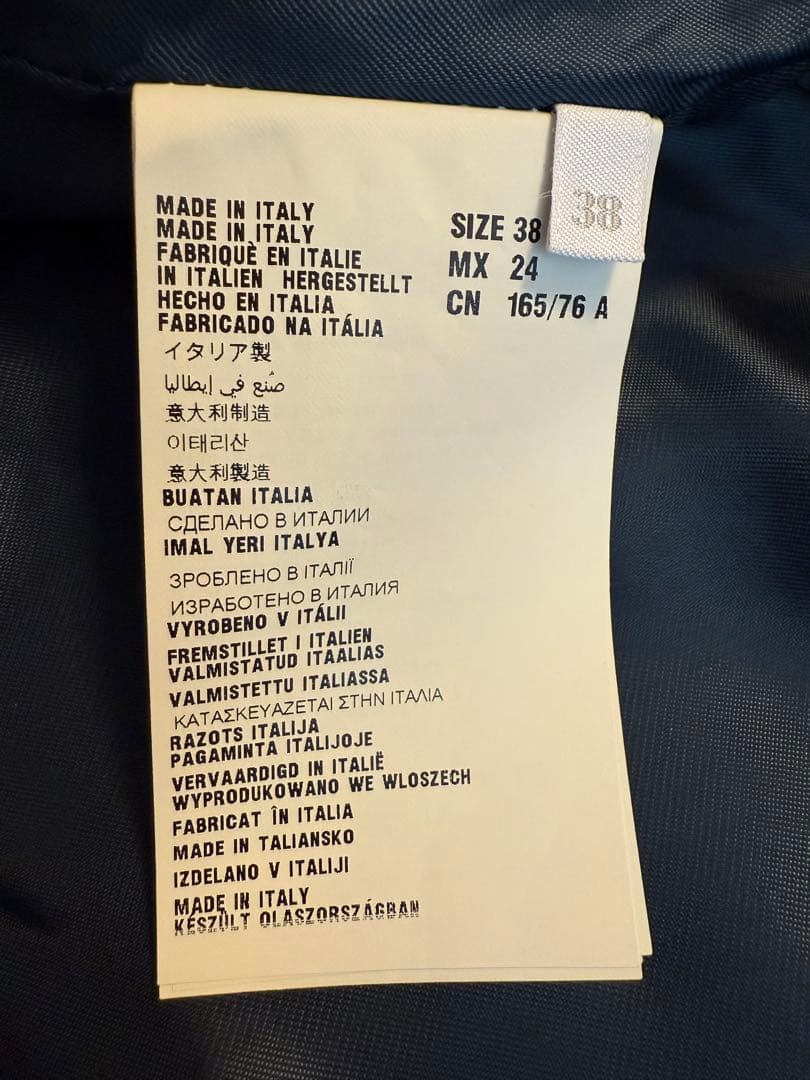 MADE IN ITALY
MADE IN ITALY
FABRIQUÈ EN ITALIE
IN ITALIEN HERGESTELLT
HECHO EN ITALIA
FABRICADO NA ITÁLIA
イタリア製
صُنع في إيطاليا
意大利制造
이태리산
意大利製造
BUATAN ITALIA
СДЕЛАНО В ИТАЛИИ
IMAL YERI ITALYA
ЗРОБЛЕНО В ІТАЛІЇ
ИЗРАБОТЕНО В ИТАЛИЯ
VYROBENO V ITÁLII
FREMSTILLET I ITALIEN
VALMISTATUD ITAALIAS
VALMISTETTU ITALIASSA
ΚΑΤΑΣΚΕΥΑΖΕΤΑΙ ΣΤΗΝ ΙΤΑΛΙΑ
RAZOTS ITALIJA
PAGAMINTA ITALIJOJE
VERVAARDIGD IN ITALIË
WYPRODUKOWANO WE WLOSZECH
FABRICAT ÎN ITALIA
MADE IN TALIANSKO
IZDELANO V ITALIJI
MADE IN ITALY
KÉSZÜLT OLASZORSZÁGBAN
SIZE 38
MX 24
CN 165/76 A
38